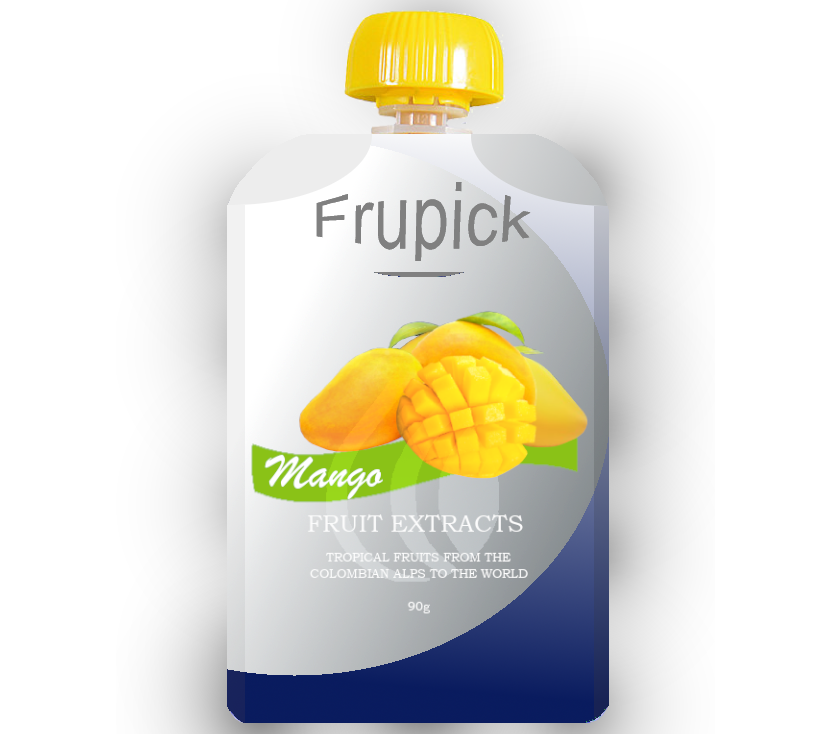 Frupick
Mango
FRUIT EXTRACTS
TROPICAL FRUITS FROM THE
COLOMBIAN ALPS TO THE WORLD
90g